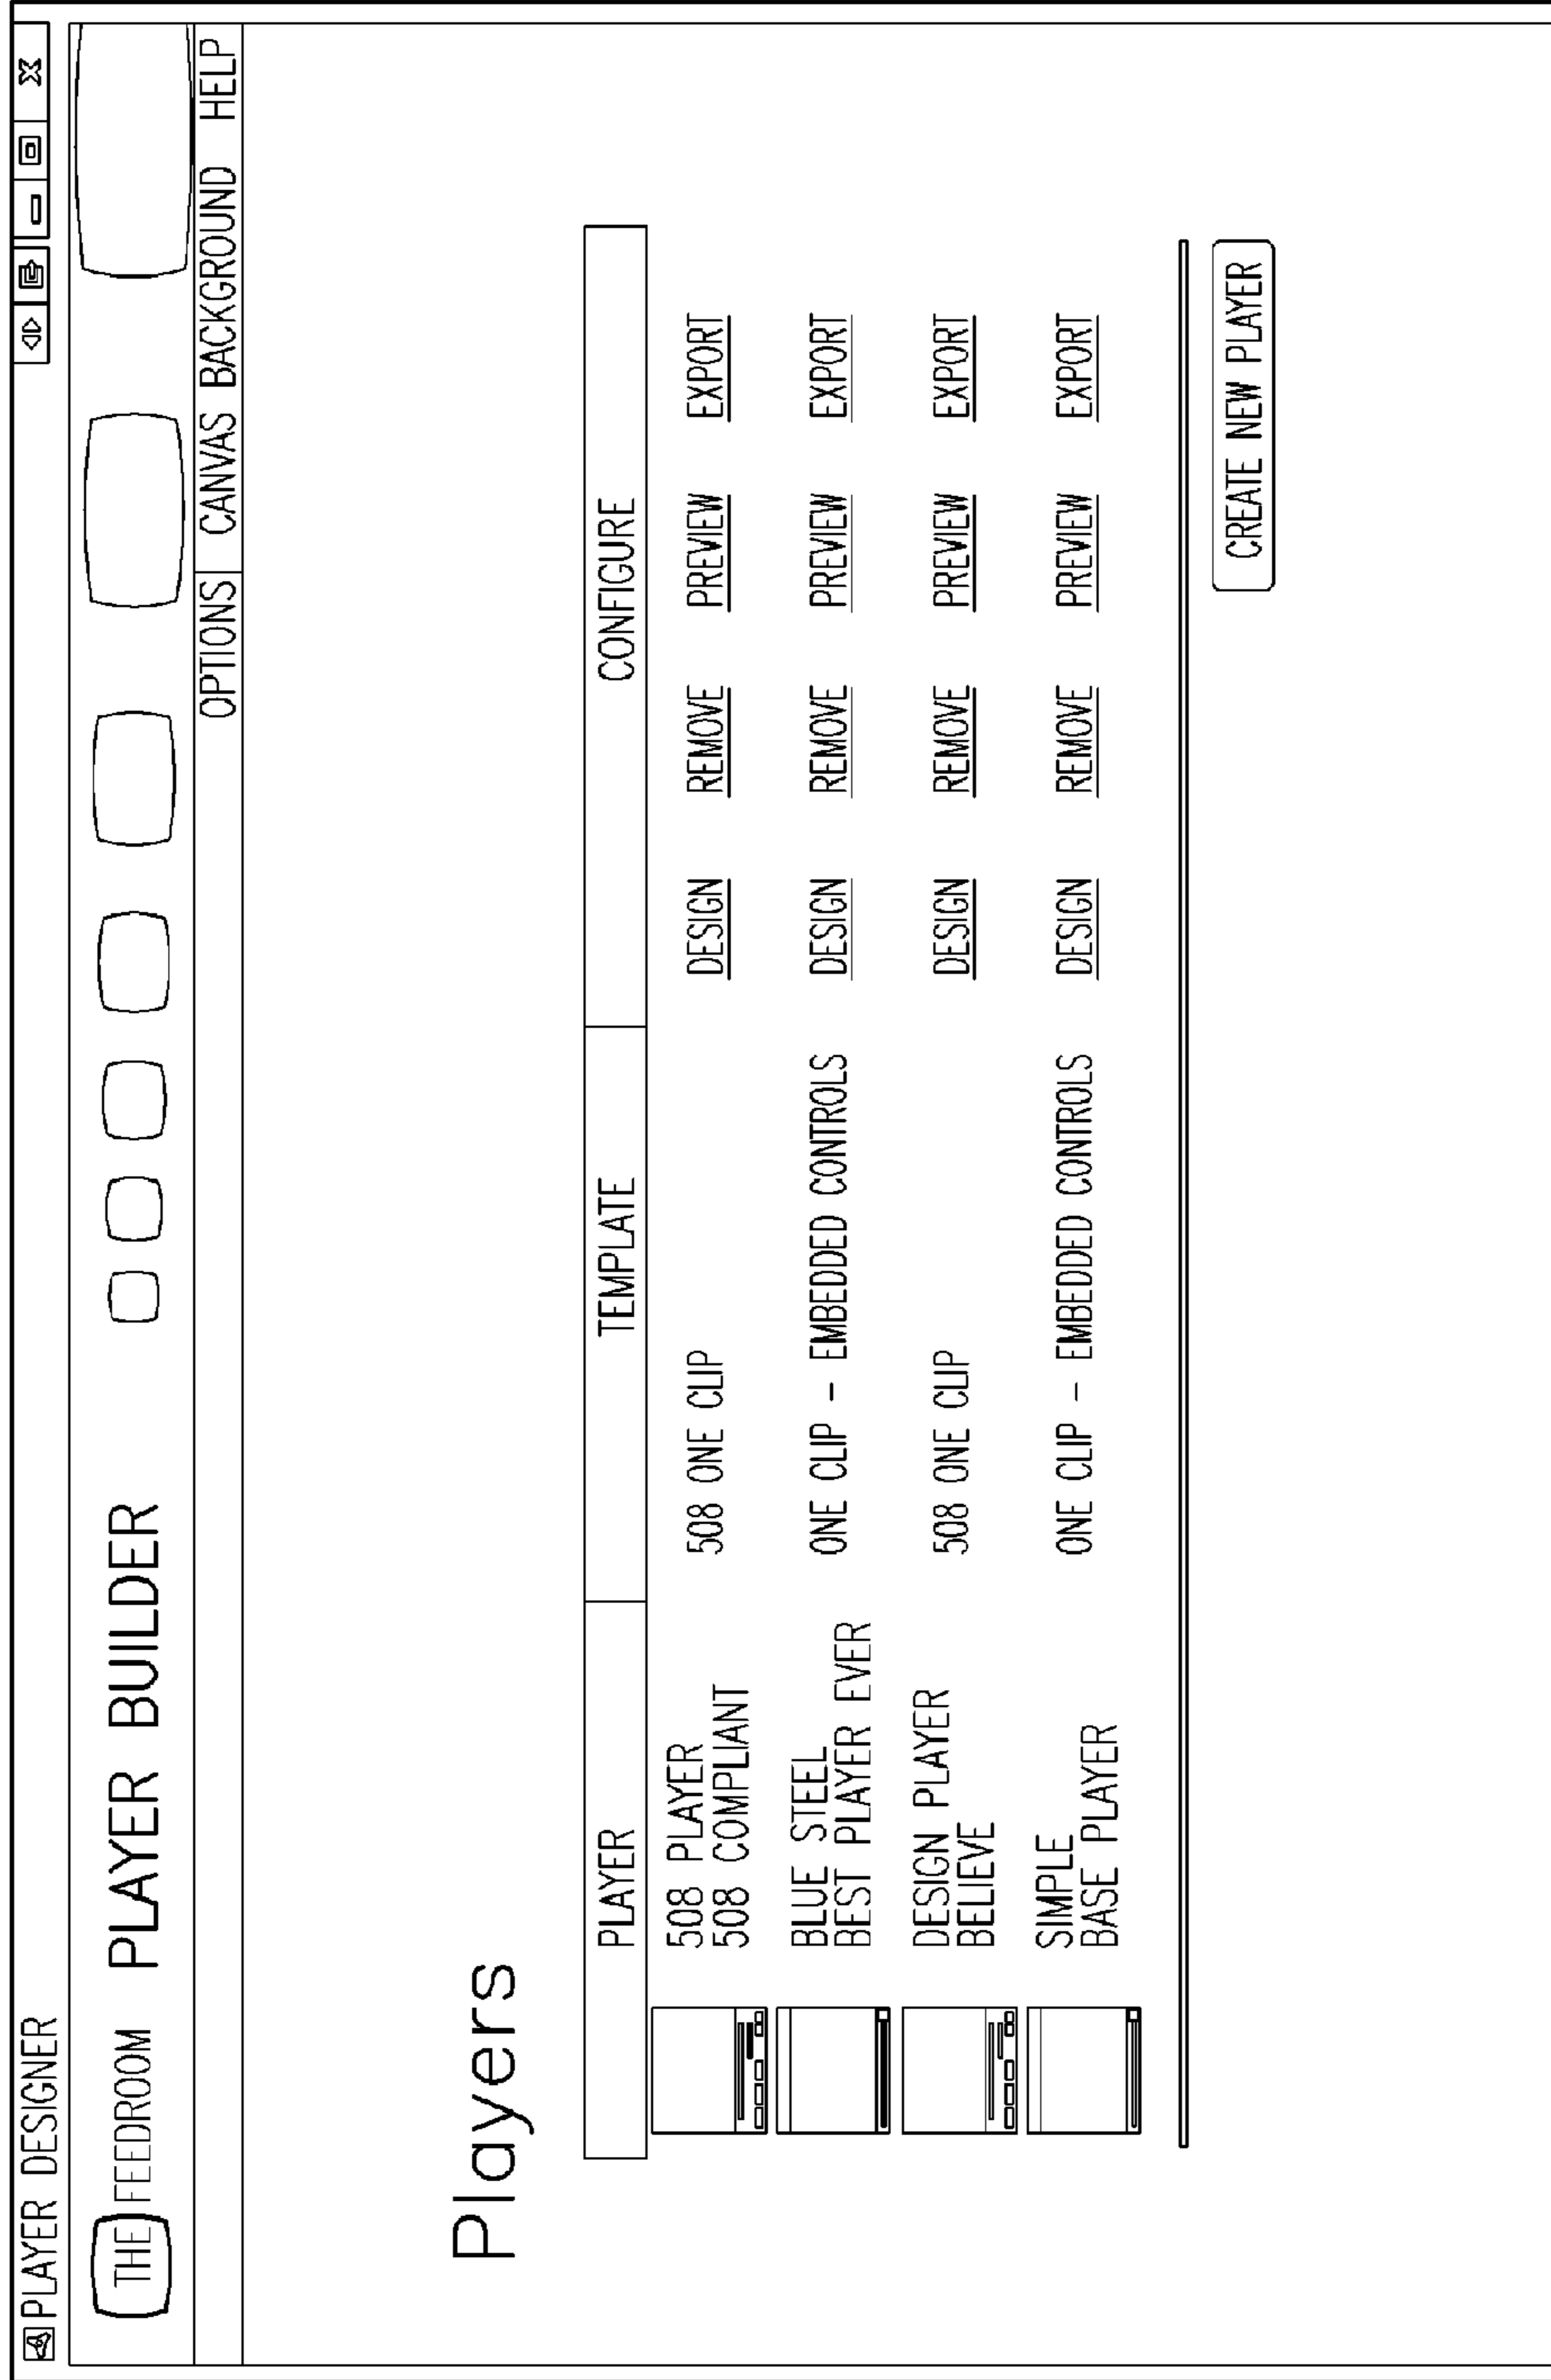 PLAYER DESIGNER
THE FEEDROOM PLAYER BUILDER
OPTIONS CANVAS BACKGROUND HELP
Players
PLAYER TEMPLATE CONFIGURE
508 PLAYER
508 COMPLIANT
508 ONE CLIP DESIGN REMOVE PREVIEW EXPORT
BLUE STEEL
BEST PLAYER EVER
ONE CLIP - EMBEDDED CONTROLS DESIGN REMOVE PREVIEW EXPORT
DESIGN PLAYER
BELIEVE
508 ONE CLIP DESIGN REMOVE PREVIEW EXPORT
SIMPLE
BASE PLAYER
ONE CLIP - EMBEDDED CONTROLS DESIGN REMOVE PREVIEW EXPORT
CREATE NEW PLAYER